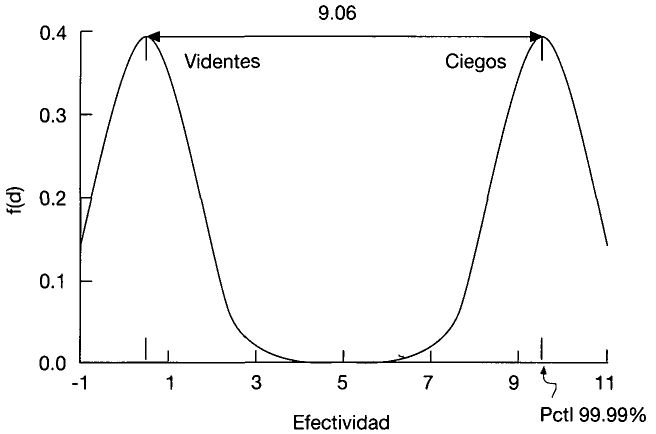 9.06
0.4
Videntes
Ciegos
0.3
f(d)
0.2
0.1
0.0
-1 1 3 5 7 9 11
Pctl 99.99%
Efectividad